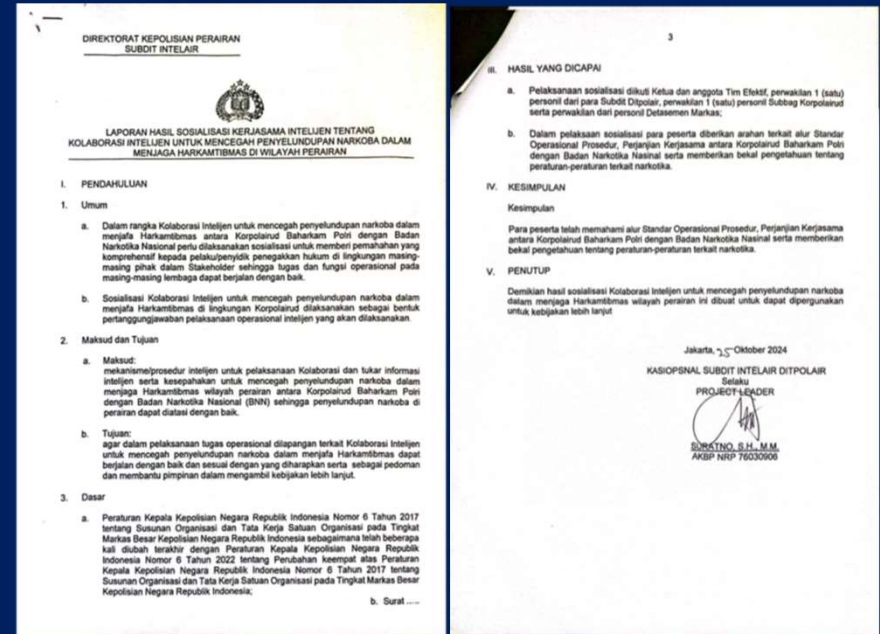 DIREKTORAT KEPOLISIAN PERAIRAN
SUBDIT INTELAIR
LAPORAN HASIL SOSIALISASI KERJASAMA INTELIJEN TENTANG
KOLABORASI INTELIJEN UNTUK MENCEGAH PENYELUNDUPAN NARKOBA DALAM
MENJAGA HARKAMTIBMAS DI WILAYAH PERAIRAN
I. PENDAHULUAN
1. Umum
a. Dalam rangka Kolaborasi Intelijen untuk mencegah penyelundupan narkoba dalam
menjafa Harkamtibmas antara Korpolairud Baharkam Polri dengan Badan
Narkotika Nasional perlu dilaksanakan sosialisasi untuk memberi pemahahan yang
komprehensif kepada pelaku/penyidik penegakkan hukum di lingkungan masing-
masing pihak dalam Stakeholder sehingga tugas dan fungsi operasional pada
masing-masing lembaga dapat berjalan dengan baik.
b. Sosialisasi Kolaborasi Intelijen untuk mencegah penyelundupan narkoba dalam
menjafa Harkamtibmas di lingkungan Korpolairud dilaksanakan sebagai bentuk
pertanggungjawaban pelaksanaan operasional intelijen yang akan dilaksanakan.
2. Maksud dan Tujuan
a. Maksud:
mekanisme/prosedur intelijen untuk pelaksanaan Kolaborasi dan tukar informasi
intelijen serta kesepahakan untuk mencegah penyelundupan narkoba dalam
menjaga Harkamtibmas wilayah perairan antara Korpolairud Baharkam Polri
dengan Badan Narkotika Nasional (BNN) sehingga penyelundupan narkoba di
perairan dapat diatasi dengan baik.
b. Tujuan:
agar dalam pelaksanaan tugas operasional dilapangan terkait Kolaborasi Intelijen
untuk mencegah penyelundupan narkoba dalam menjafa Harkamtibmas dapat
berjalan dengan baik dan sesuai dengan yang diharapkan serta sebagai pedoman
dan membantu pimpinan dalam mengambil kebijakan lebih lanjut.
3. Dasar
a. Peraturan Kepala Kepolisian Negara Republik Indonesia Nomor 6 Tahun 2017
tentang Susunan Organisasi dan Tata Kerja Satuan Organisasi pada Tingkat
Markas Besar Kepolisian Negara Republik Indonesia sebagaimana telah beberapa
kali diubah terakhir dengan Peraturan Kepala Kepolisian Negara Republik
Indonesia Nomor 6 Tahun 2022 tentang Perubahan keempat atas Peraturan
Kepala Kepolisian Negara Republik Indonesia Nomor 6 Tahun 2017 tentang
Susunan Organisasi dan Tata Kerja Satuan Organisasi pada Tingkat Markas Besar
Kepolisian Negara Republik Indonesia;
b. Surat .....
3
III. HASIL YANG DICAPAI
a. Pelaksanaan sosialisasi diikuti Ketua dan anggota Tim Efektif, perwakilan 1 (satu)
personil dari para Subdit Ditpolair, perwakilan 1 (satu) personil Subbag Korpolairud
serta perwakilan dari personil Detasemen Markas;
b. Dalam pelaksaan sosialisasi para peserta diberikan arahan terkait alur Standar
Operasional Prosedur, Perjanjian Kerjasama antara Korpolairud Baharkam Polri
dengan Badan Narkotika Nasinal serta memberikan bekal pengetahuan tentang
peraturan-peraturan terkait narkotika.
IV. KESIMPULAN
Kesimpulan
Para peserta telah memahami alur Standar Operasional Prosedur, Perjanjian Kerjasama
antara Korpolairud Baharkam Polri dengan Badan Narkotika Nasinal serta memberikan
bekal pengetahuan tentang peraturan-peraturan terkait narkotika.
V. PENUTUP
Demikian hasil sosialisasi Kolaborasi Intelijen untuk mencegah penyelundupan narkoba
dalam menjaga Harkamtibmas wilayah perairan ini dibuat untuk dapat dipergunakan
untuk kebijakan lebih lanjut
Jakarta, 25 Oktober 2024
KASIOPSNAL SUBDIT INTELAIR DITPOLAIR
Selaku
PROJECT LEADER
SURATNO, S.H., M.M.
AKBP NRP 76030906